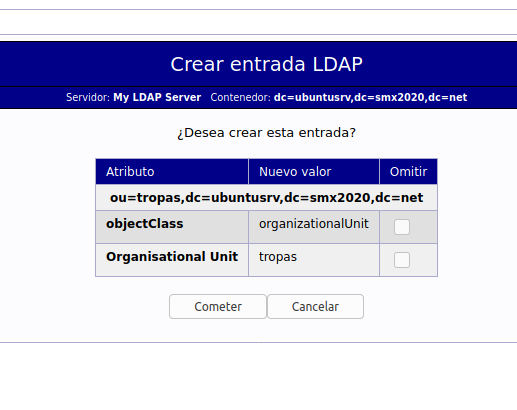 Crear entrada LDAP
Servidor: My LDAP Server Contenedor: dc=ubuntusrv,dc=smx2020,dc=net
¿Desea crear esta entrada?
Atributo Nuevo valor Omitir
ou=tropas,dc=ubuntusrv,dc=smx2020,dc=net
objectClass organizationalUnit
Organisational Unit tropas
Cometer Cancelar